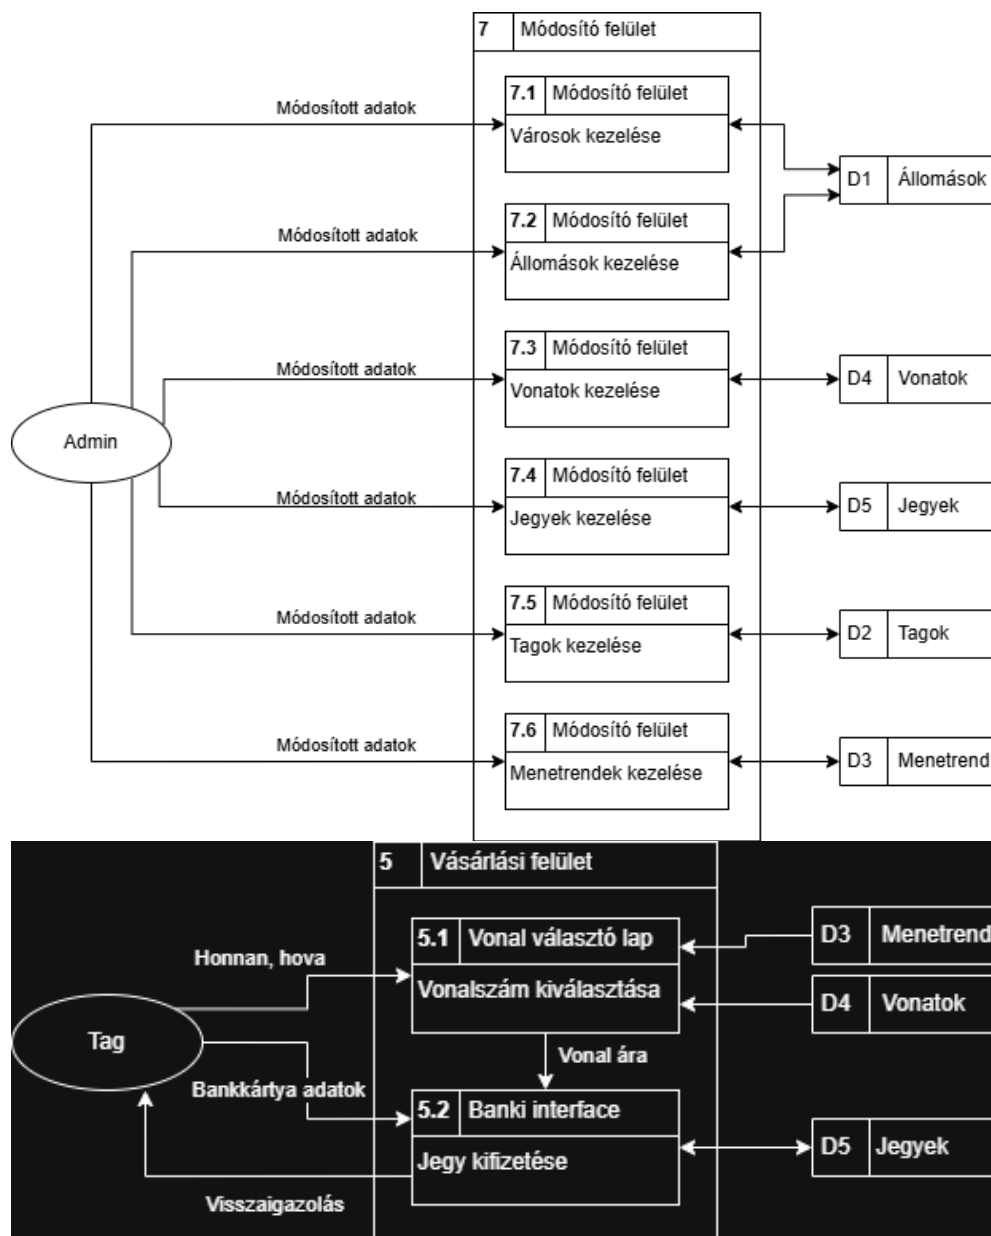 7 Módosító felület
7.1 Módosító felület
Módosított adatok
Városok kezelése
D1 Állomások
7.2 Módosító felület
Módosított adatok
Állomások kezelése
7.3 Módosító felület
Módosított adatok
Vonatok kezelése
D4 Vonatok
Admin
7.4 Módosító felület
Módosított adatok
Jegyek kezelése
D5 Jegyek
7.5 Módosító felület
Módosított adatok
Tagok kezelése
D2 Tagok
7.6 Módosító felület
Módosított adatok
Menetrendek kezelése
D3 Menetrend
5 Vásárlási felület
5.1 Vonal választó lap
D3 Menetrend
Honnan, hova
Vonalszám kiválasztása
D4 Vonatok
Tag
Vonal ára
Bankkártya adatok
5.2 Banki interface
Jegy kifizetése
D5 Jegyek
Visszaigazolás